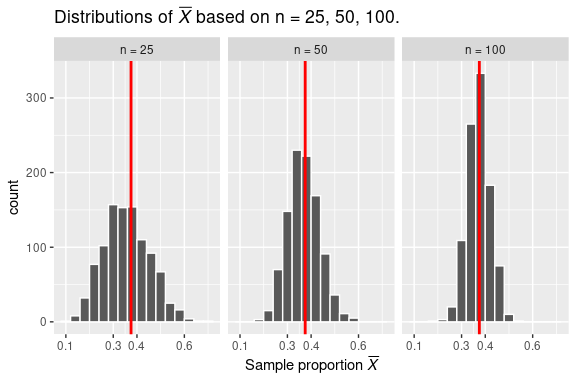 Distributions of X̅ based on n = 25, 50, 100.
n = 25 n = 50 n = 100
300
200
100
0
count
0.1 0.3 0.4 0.6 0.1 0.3 0.4 0.6 0.1 0.3 0.4 0.6
Sample proportion X̅